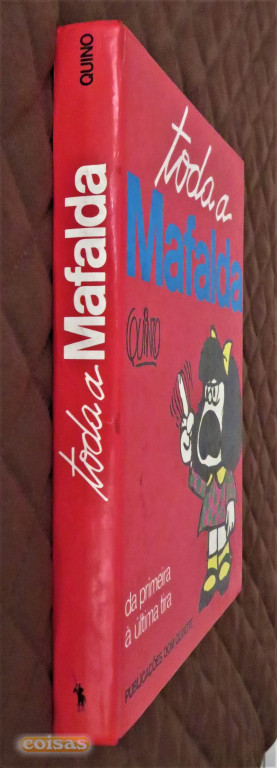 QUINO
toda a Mafalda
toda a
Mafalda
QUINO
da primeira
à última tira
PUBLICAÇÕES DOM QUIXOTE
coisas